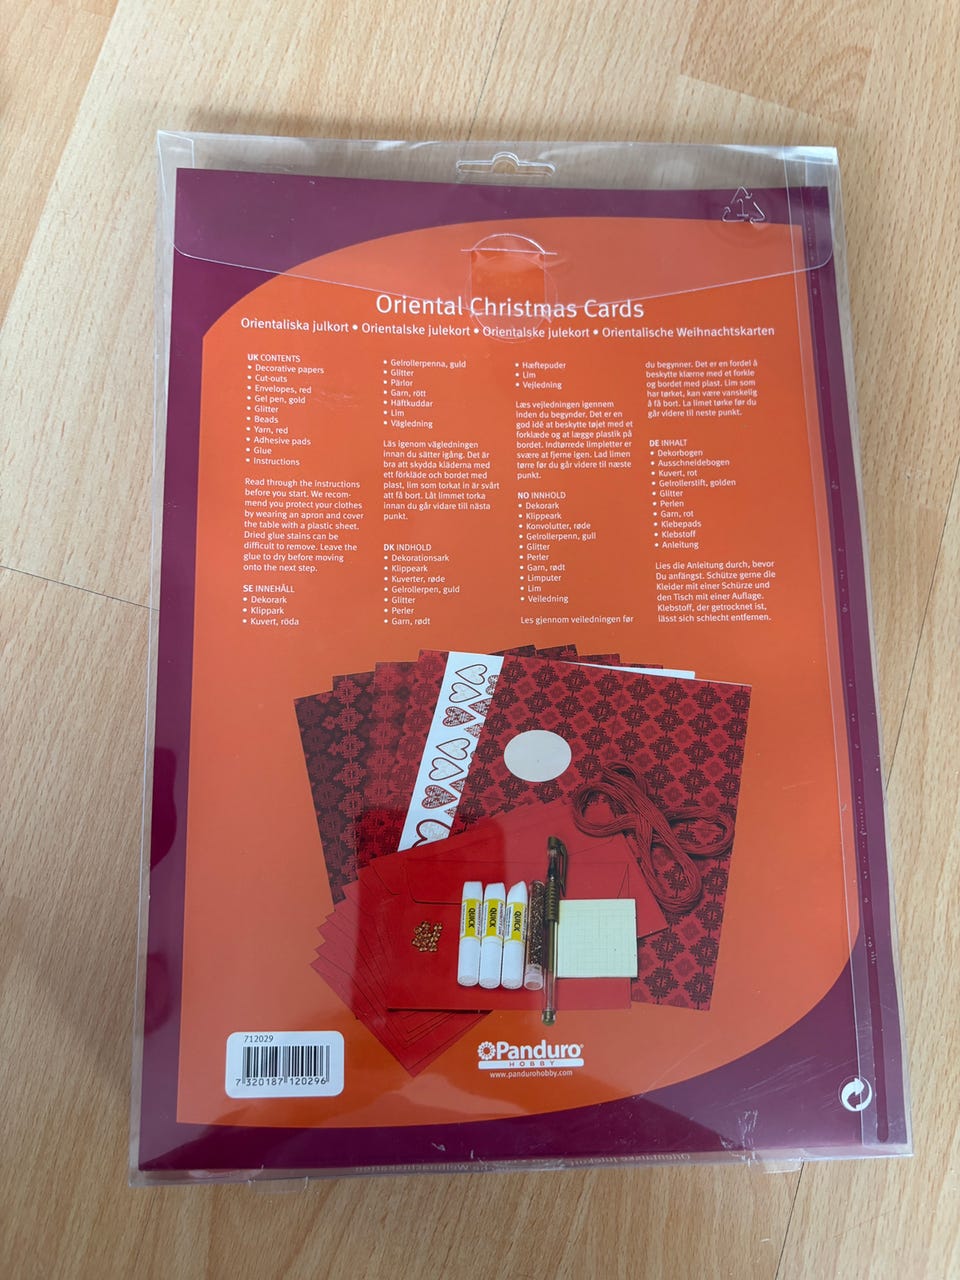 1
Oriental Christmas Cards
Orientaliska julkort • Orientalske julekort • Orientalske julekort • Orientalische Weihnachtskarten
UK CONTENTS
• Decorative papers
• Cut-outs
• Envelopes, red
• Gel pen, gold
• Glitter
• Beads
• Yarn, red
• Adhesive pads
• Glue
• Instructions
Read through the instructions
before you start. We recom-
mend you protect your clothes
by wearing an apron and cover
the table with a plastic sheet.
Dried glue stains can be
difficult to remove. Leave the
glue to dry before moving
onto the next step.
SE INNEHÅLL
• Dekorark
• Klippark
• Kuvert, röda
• Gelrollerpenna, guld
• Glitter
• Pärlor
• Garn, rött
• Häftkuddar
• Lim
• Vägledning
Läs igenom vägledningen
innan du sätter igång. Det är
bra att skydda kläderna med
ett förkläde och bordet med
plast, lim som torkat in är svårt
att få bort. Låt limmet torka
innan du går vidare till nästa
punkt.
DK INDHOLD
• Dekorationsark
• Klippeark
• Kuverter, røde
• Gelrollerpen, guld
• Glitter
• Perler
• Garn, rødt
• Hæftepuder
• Lim
• Vejledning
Læs vejledningen igennem
inden du begynder. Det er en
god idé at beskytte tøjet med et
forklæde og at lægge plastik på
bordet. Indtørrede limpletter er
svære at fjerne igen. Lad limen
tørre før du går videre til næste
punkt.
NO INNHOLD
• Dekorark
• Klippeark
• Konvolutter, røde
• Gelrollerpenn, gull
• Glitter
• Perler
• Garn, rødt
• Limputer
• Lim
• Veiledning
Les gjennom veiledningen før
du begynner. Det er en fordel å
beskytte klærne med et forkle
og bordet med plast. Lim som
har tørket, kan være vanskelig
å få bort. La limet tørke før du
går videre til neste punkt.
DE INHALT
• Dekorbogen
• Ausschneidebogen
• Kuvert, rot
• Gelrollerstift, golden
• Glitter
• Perlen
• Garn, rot
• Klebepads
• Klebstoff
• Anleitung
Lies die Anleitung durch, bevor
Du anfängst. Schütze gerne die
Kleider mit einer Schürze und
den Tisch mit einer Auflage.
Klebstoff, der getrocknet ist,
lässt sich schlecht entfernen.
QUICK
QUICK
QUICK
712029
7 320187 120296
Panduro
HOBBY
www.pandurohobby.com